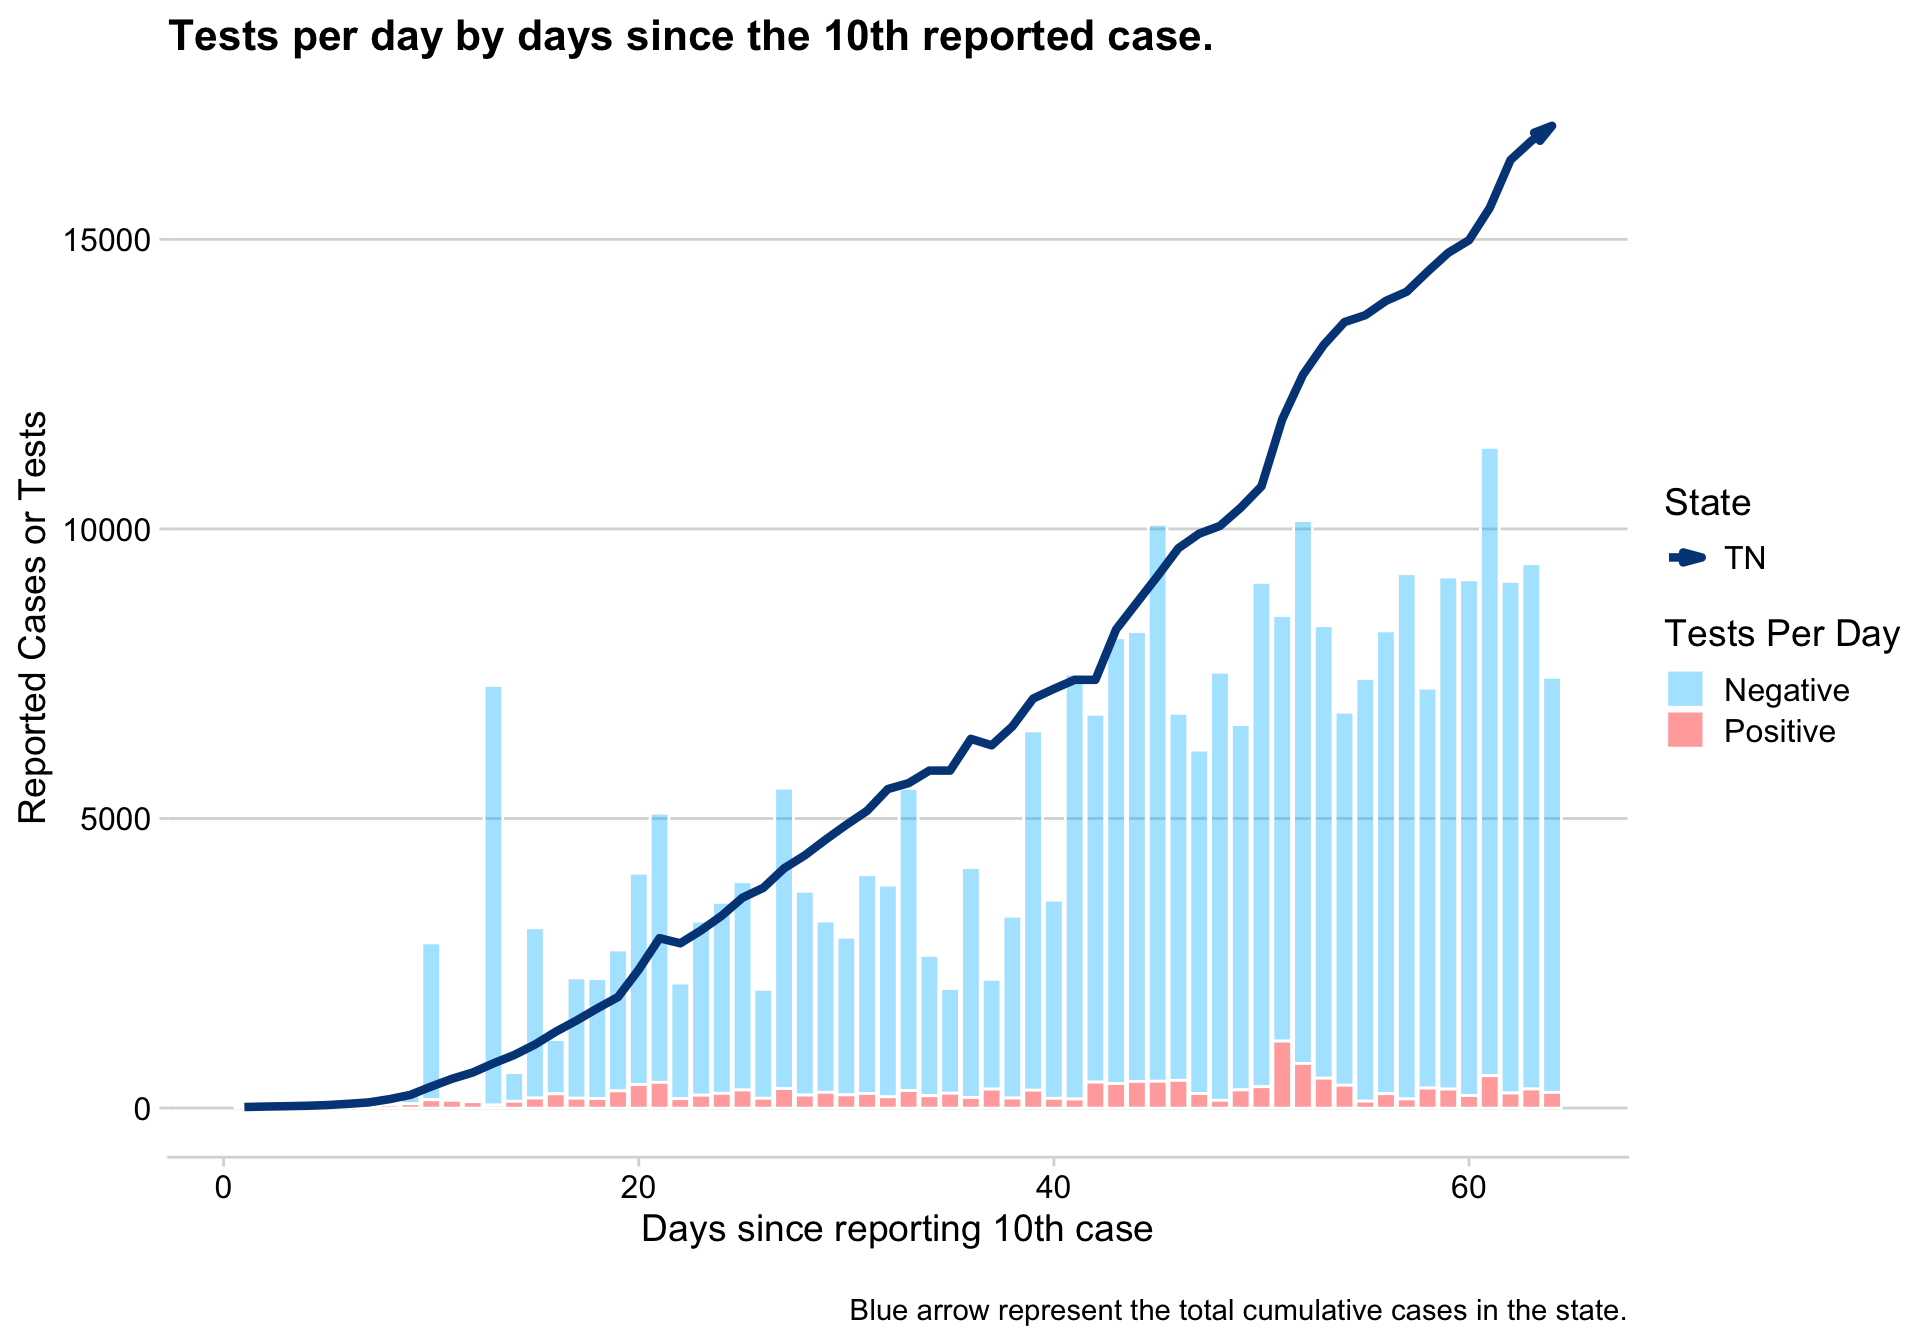 Tests per day by days since the 10th reported case.
Reported Cases or Tests
15000
10000
5000
0
0 20 40 60
Days since reporting 10th case
State
TN
Tests Per Day
Negative
Positive
Blue arrow represent the total cumulative cases in the state.